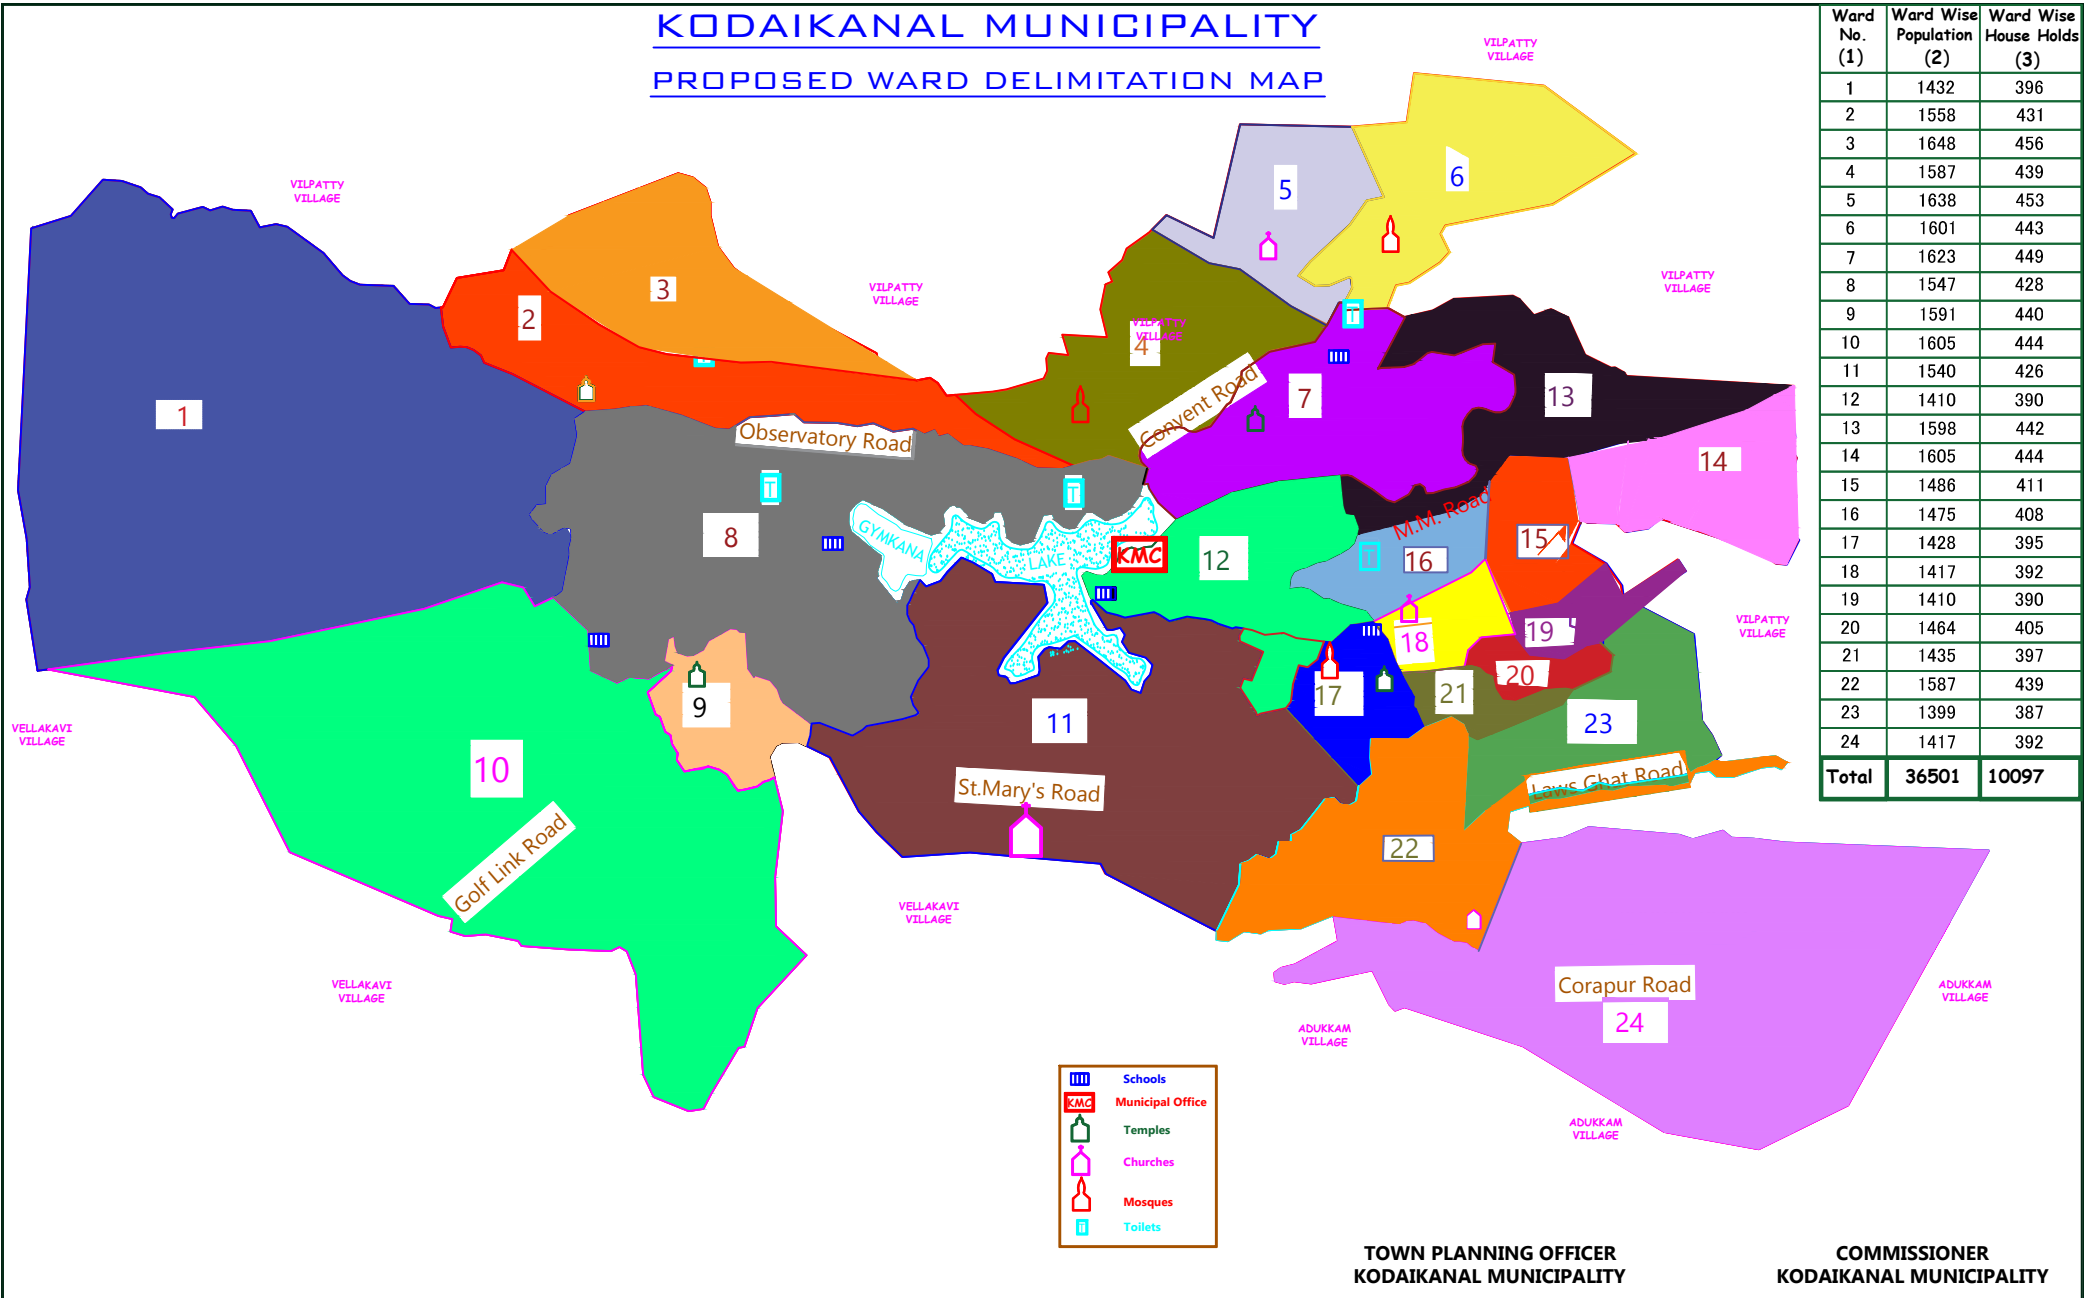 KODAIKANAL MUNICIPALITY
PROPOSED WARD DELIMITATION MAP
Ward No. (1) Ward Wise Population (2) Ward Wise House Holds (3)
1 1432 396
2 1558 431
3 1648 456
4 1587 439
5 1638 453
6 1601 443
7 1623 449
8 1547 428
9 1591 440
10 1605 444
11 1540 426
12 1410 390
13 1598 442
14 1605 444
15 1486 411
16 1475 408
17 1428 395
18 1417 392
19 1410 390
20 1464 405
21 1435 397
22 1587 439
23 1399 387
24 1417 392
Total 36501 10097
VILPATTY
VILLAGE
VILPATTY
VILLAGE
VILPATTY
VILLAGE
VILPATTY
VILLAGE
VILPATTY
VILLAGE
VILPATTY
VILLAGE
5
6
3
2
4
1
7
13
14
Convent Road
Observatory Road
M.M. Road
T
T
T
T
8
GYMKANA
LAKE
KMC
12
16
15
18
19
20
17
21
9
11
23
10
St.Mary's Road
Laws Ghat Road
Golf Link Road
22
VELLAKAVI
VILLAGE
VELLAKAVI
VILLAGE
VELLAKAVI
VILLAGE
Corapur Road
24
ADUKKAM
VILLAGE
ADUKKAM
VILLAGE
ADUKKAM
VILLAGE
Schools
KMC Municipal Office
Temples
Churches
Mosques
T Toilets
TOWN PLANNING OFFICER
KODAIKANAL MUNICIPALITY
COMMISSIONER
KODAIKANAL MUNICIPALITY